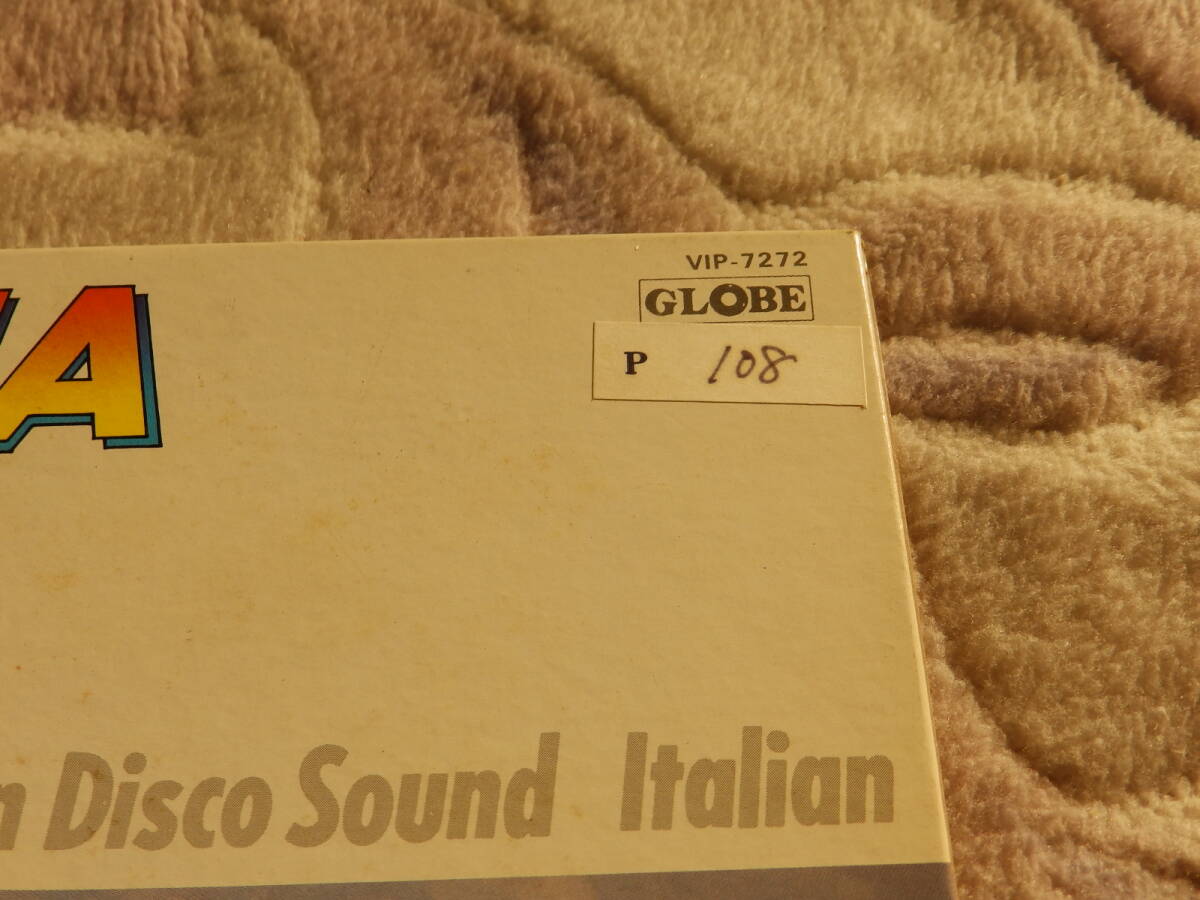 VIP-7272
GLOBE
P 108
A
n Disco Sound Italian